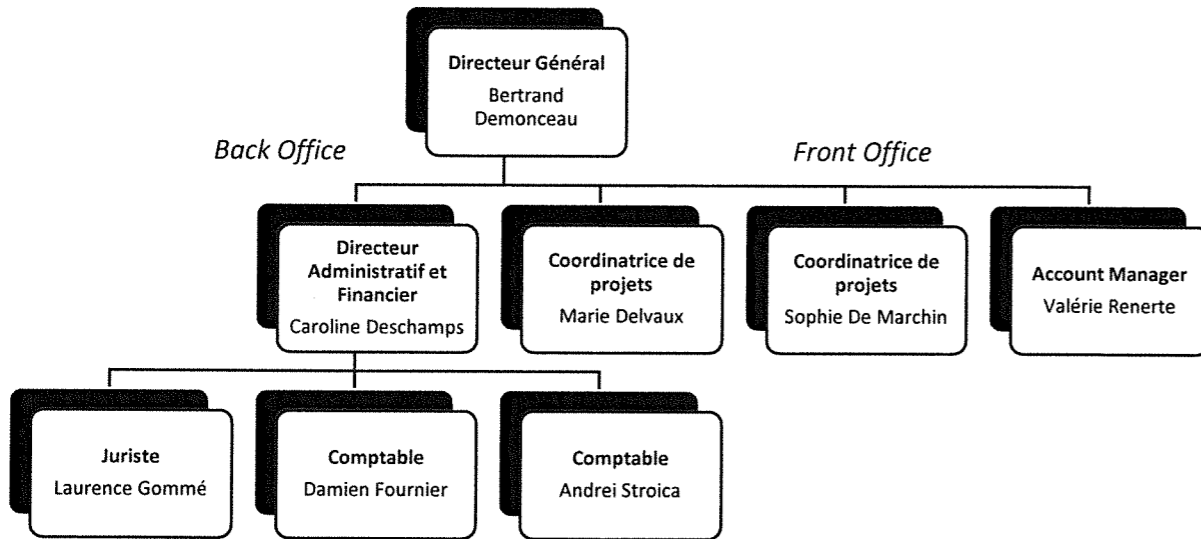 Directeur Général
Bertrand
Demonceau
Back Office
Front Office
Directeur
Administratif et
Financier
Caroline Deschamps
Coordinatrice de
projets
Marie Delvaux
Coordinatrice de
projets
Sophie De Marchin
Account Manager
Valérie Renerte
Juriste
Laurence Gommé
Comptable
Damien Fournier
Comptable
Andrei Stroica